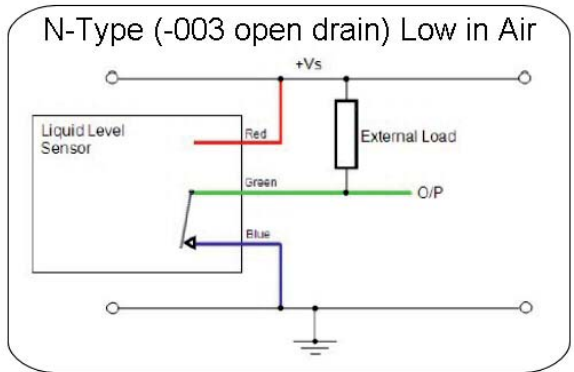 N-Type (-003 open drain) Low in Air
+Vs
Liquid Level
Sensor
Red
External Load
Green
O/P
Blue